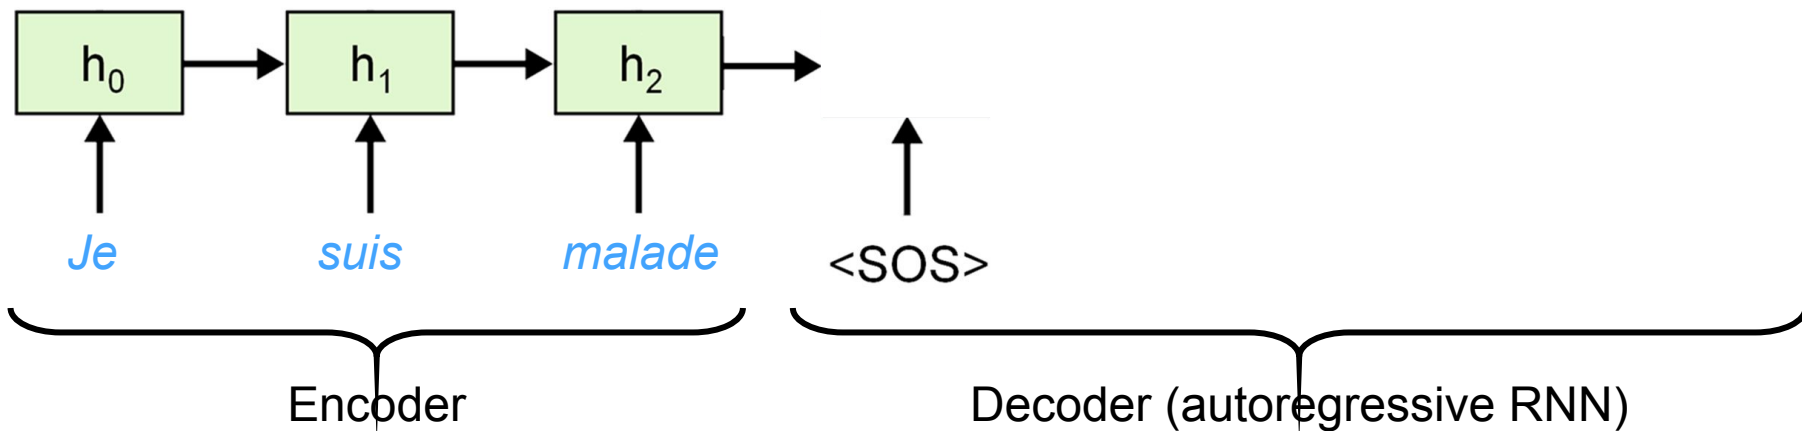 h₀ h₁ h₂
Je suis malade <SOS>
Encoder Decoder (autoregressive RNN)